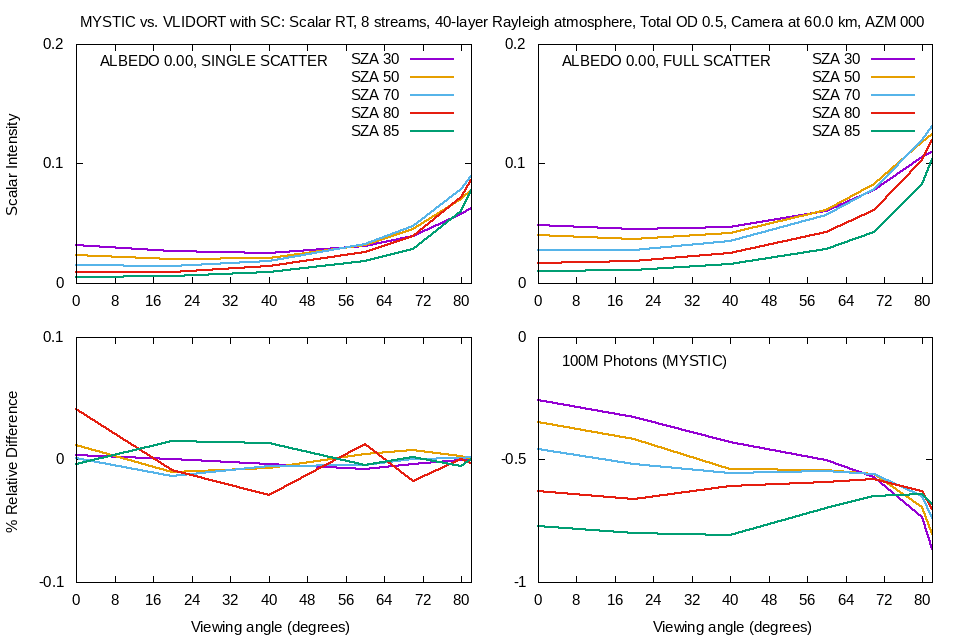 MYSTIC vs. VLIDORT with SC: Scalar RT, 8 streams, 40-layer Rayleigh atmosphere, Total OD 0.5, Camera at 60.0 km, AZM 000
Scalar Intensity
0.2
0.1
0
ALBEDO 0.00, SINGLE SCATTER
SZA 30
SZA 50
SZA 70
SZA 80
SZA 85
0 8 16 24 32 40 48 56 64 72 80
0.2
0.1
0
ALBEDO 0.00, FULL SCATTER
SZA 30
SZA 50
SZA 70
SZA 80
SZA 85
0 8 16 24 32 40 48 56 64 72 80
% Relative Difference
0.1
0
-0.1
0 8 16 24 32 40 48 56 64 72 80
Viewing angle (degrees)
0
-0.5
-1
100M Photons (MYSTIC)
0 8 16 24 32 40 48 56 64 72 80
Viewing angle (degrees)